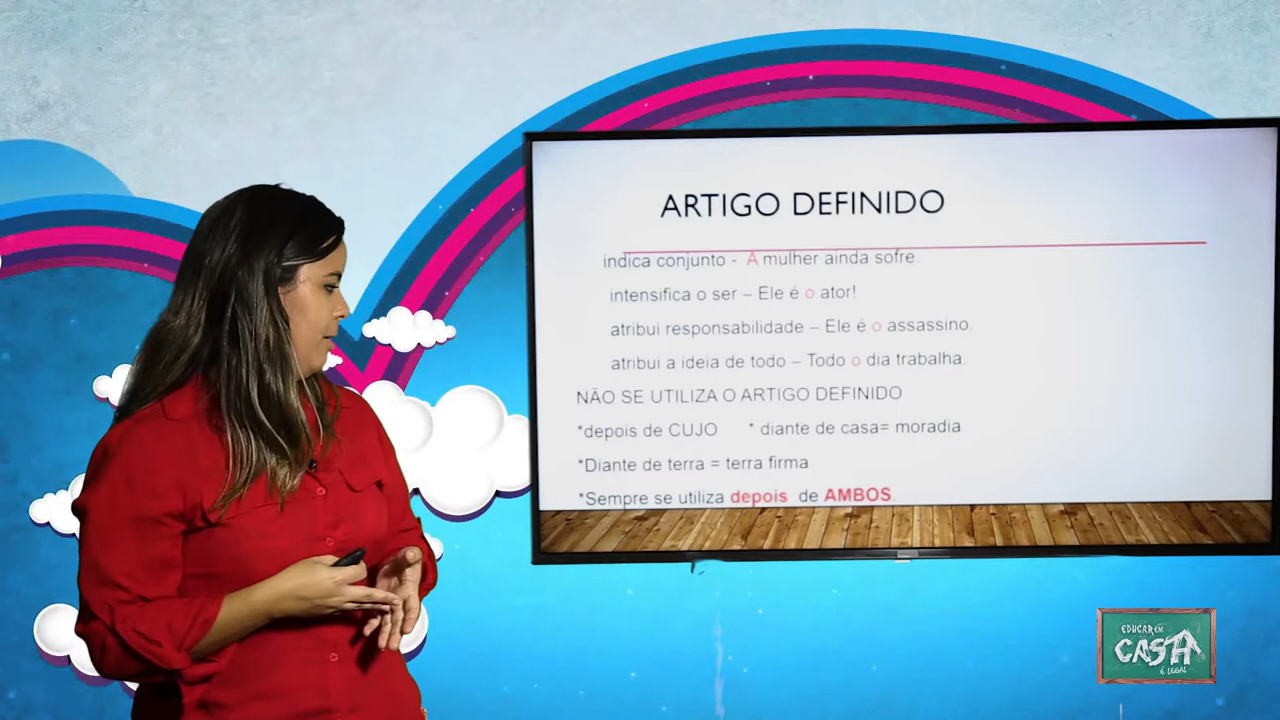 ARTIGO DEFINIDO
indica conjunto - A mulher ainda sofre.
intensifica o ser – Ele é o ator!
atribui responsabilidade – Ele é o assassino.
atribui a ideia de todo – Todo o dia trabalha.
NÃO SE UTILIZA O ARTIGO DEFINIDO
*depois de CUJO * diante de casa= moradia
*Diante de terra = terra firma
*Sempre se utiliza depois de AMBOS.
EDUCAR EM
CASA
É LEGAL